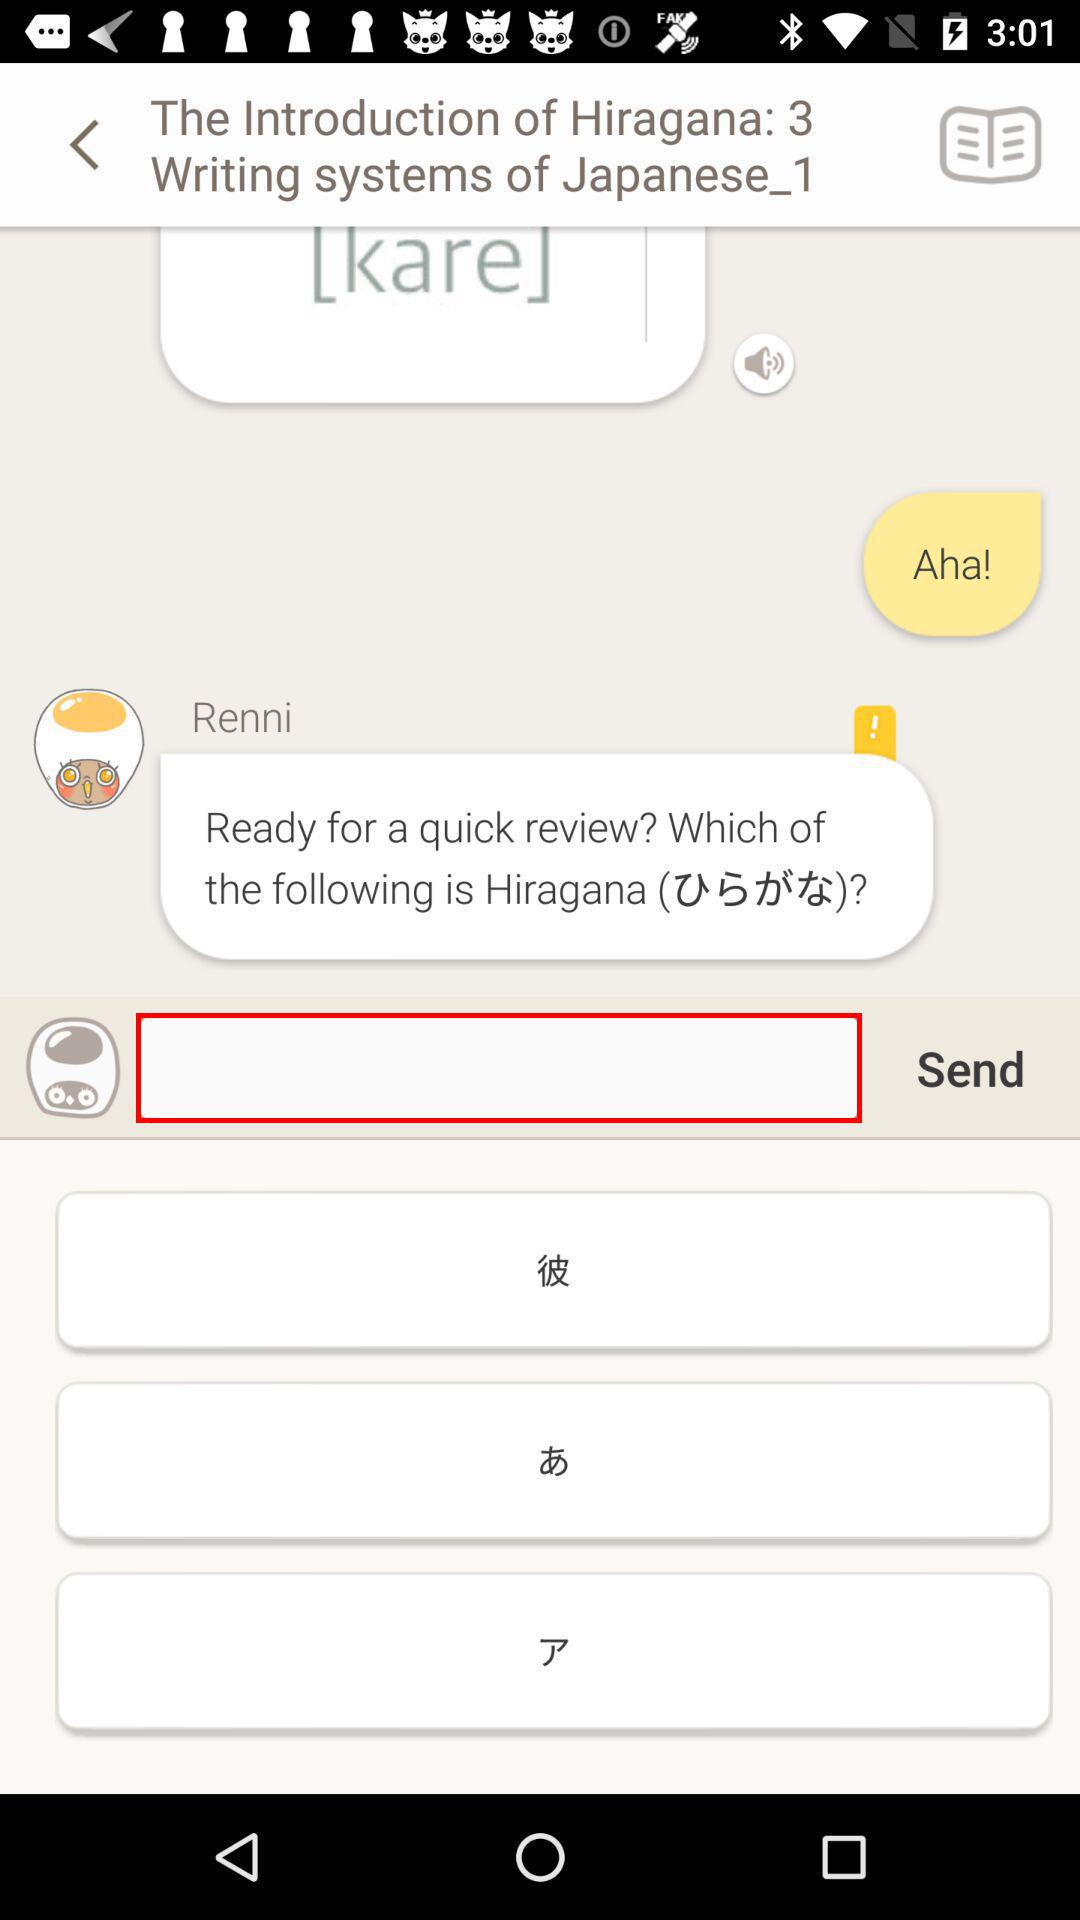 FAKE
3:01
The Introduction of Hiragana: 3
Writing systems of Japanese_1
[kare]
Aha!
Renni
Ready for a quick review? Which of
the following is Hiragana (ひらがな)?
Send
彼
あ
ア